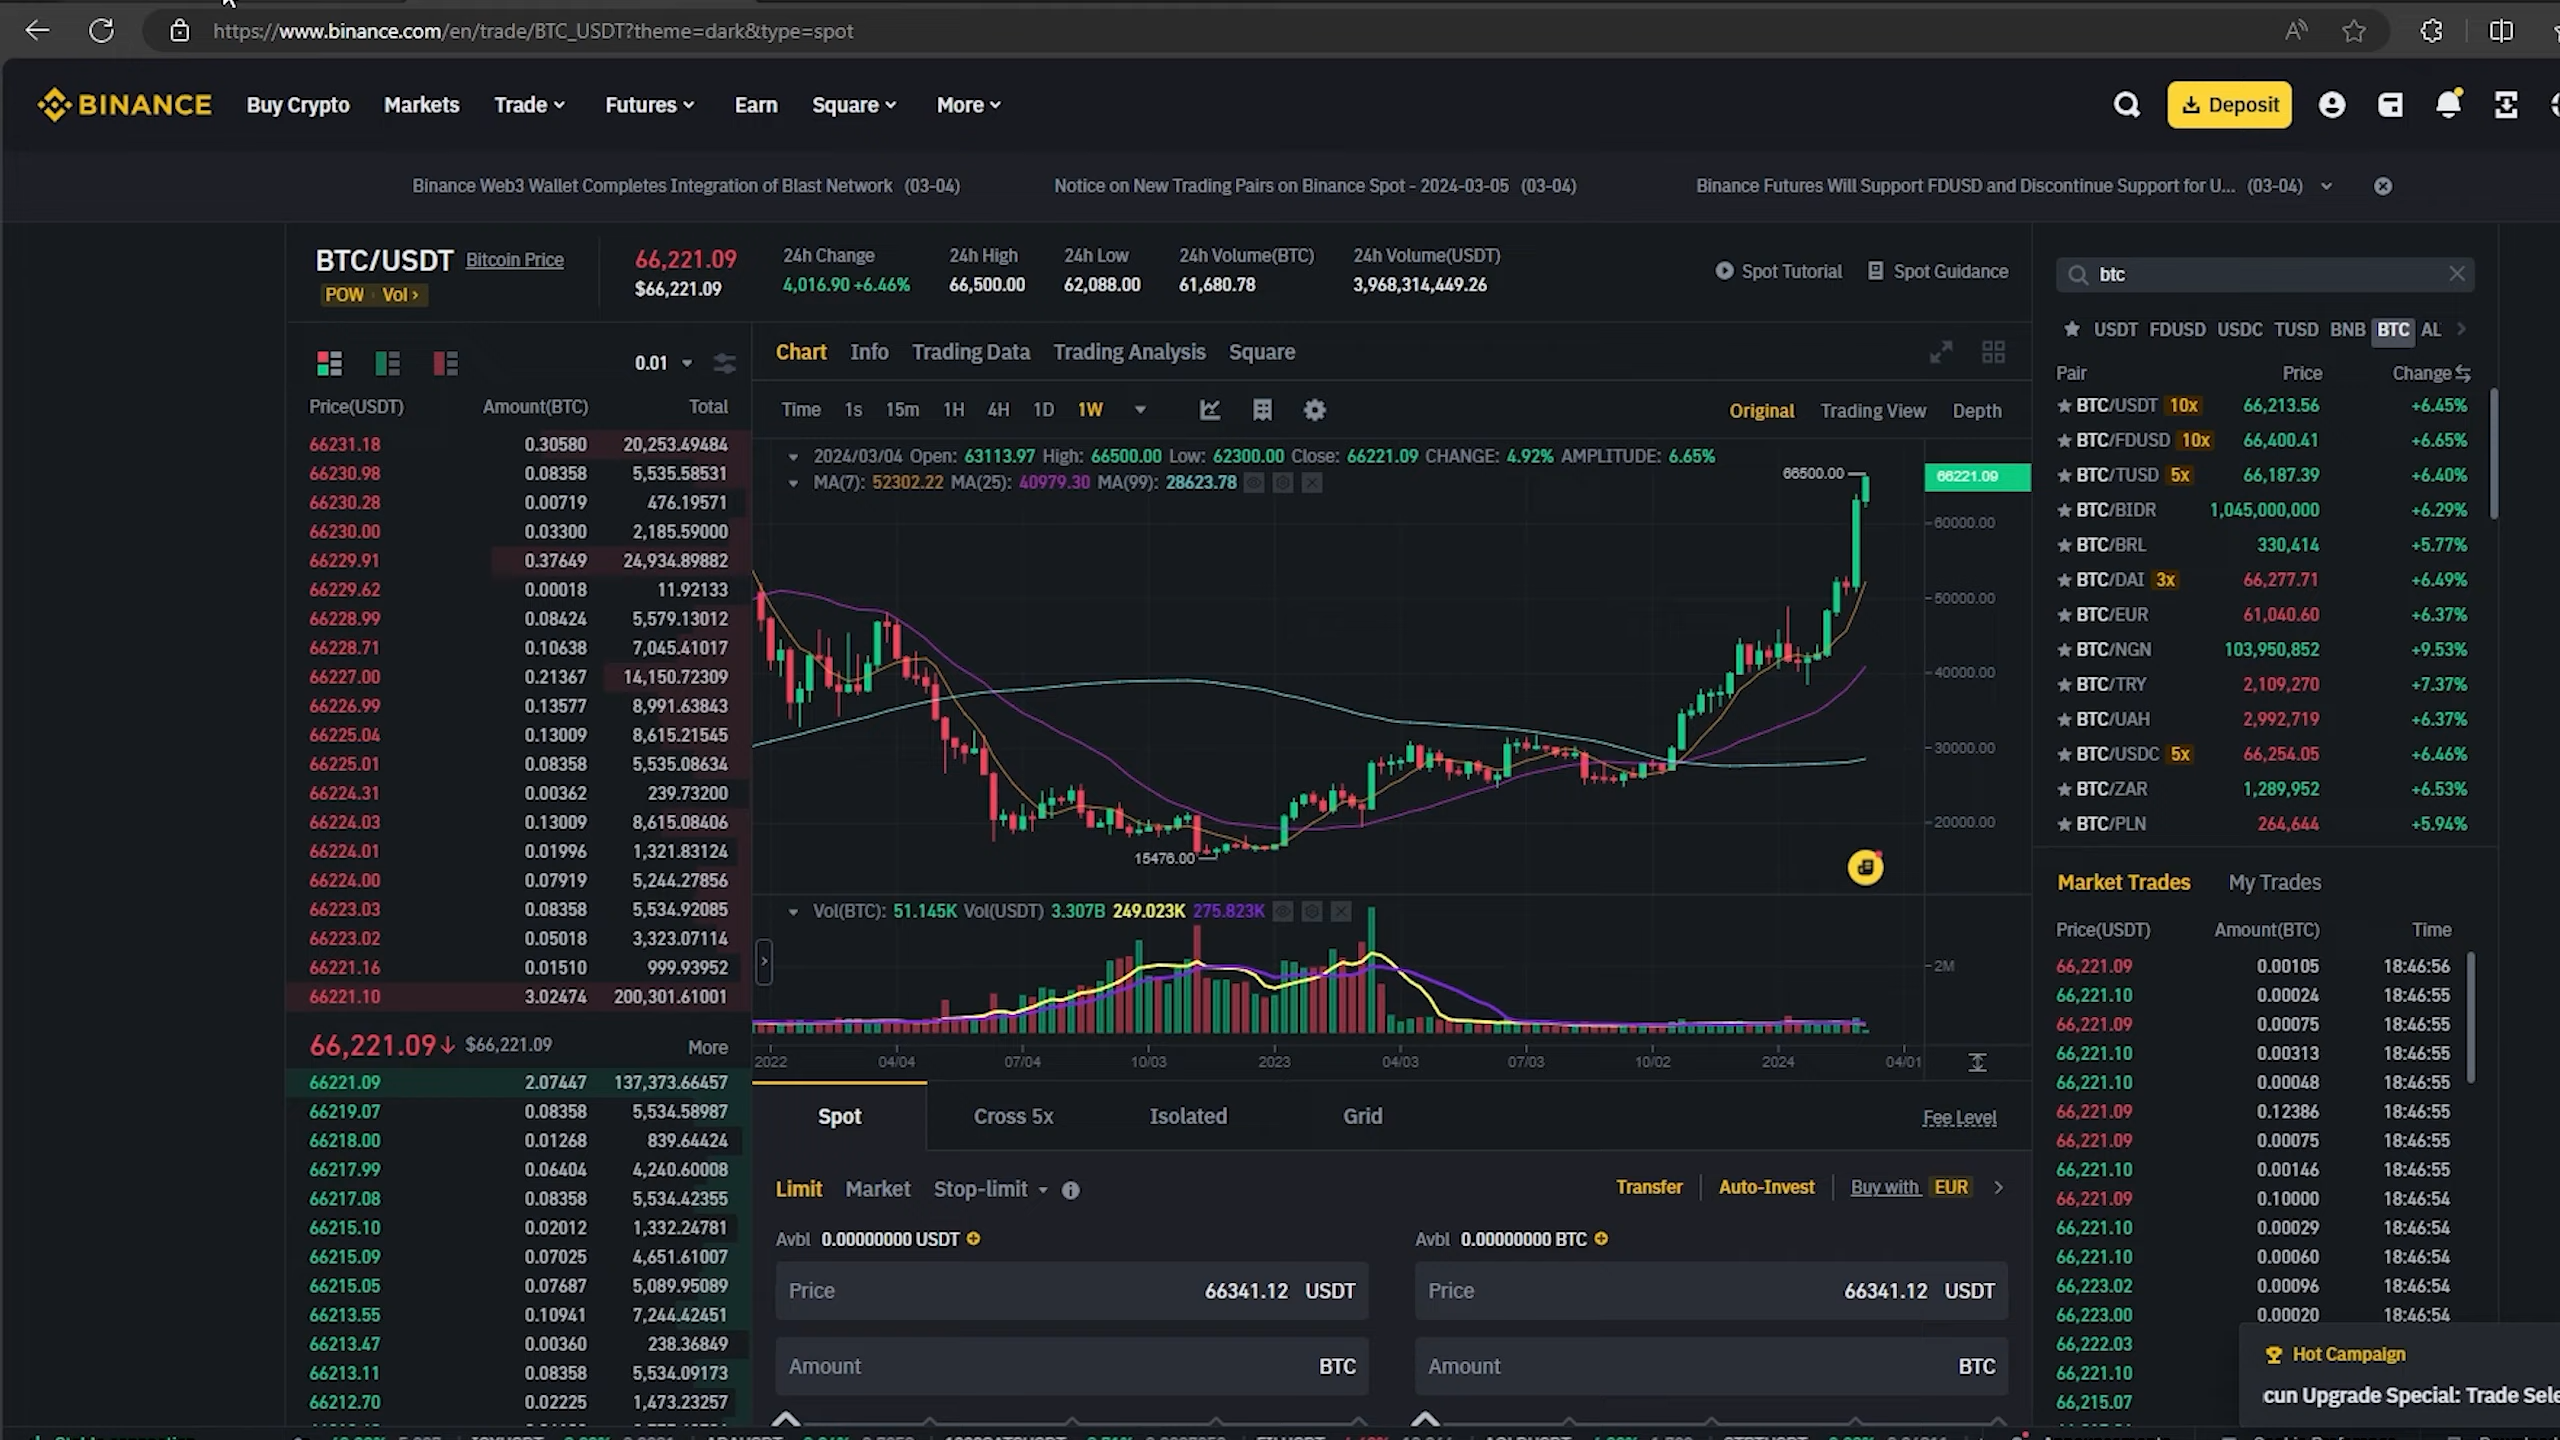 https://www.binance.com/en/trade/BTC_USDT?theme=dark&type=spot
BINANCE Buy Crypto Markets Trade Futures Earn Square More Deposit
Binance Web3 Wallet Completes Integration of Blast Network (03-04) Notice on New Trading Pairs on Binance Spot - 2024-03-05 (03-04) Binance Futures Will Support FDUSD and Discontinue Support for U... (03-04)
BTC/USDT Bitcoin Price
POW Vol
66,221.09
$66,221.09
24h Change
4,016.90 +6.46%
24h High
66,500.00
24h Low
62,088.00
24h Volume(BTC)
61,680.78
24h Volume(USDT)
3,968,314,449.26
Spot Tutorial Spot Guidance
0.01
Price(USDT) Amount(BTC) Total
66231.18 0.30580 20,253.49484
66230.98 0.08358 5,535.58531
66230.28 0.00719 476.19571
66230.00 0.03300 2,185.59000
66229.91 0.37649 24,934.89882
66229.62 0.00018 11.92133
66228.99 0.08424 5,579.13012
66228.71 0.10638 7,045.41017
66227.00 0.21367 14,150.72309
66226.99 0.13577 8,991.63843
66225.04 0.13009 8,615.21545
66225.01 0.08358 5,535.08634
66224.31 0.00362 239.73200
66224.03 0.13009 8,615.08406
66224.01 0.01996 1,321.83124
66224.00 0.07919 5,244.27856
66223.03 0.08358 5,534.92085
66223.02 0.05018 3,323.07114
66221.16 0.01510 999.93952
66221.10 3.02474 200,301.61001
66,221.09 $66,221.09 More
66221.09 2.07447 137,373.66457
66219.07 0.08358 5,534.58987
66218.00 0.01268 839.64424
66217.99 0.06404 4,240.60008
66217.08 0.08358 5,534.42355
66215.10 0.02012 1,332.24781
66215.09 0.07025 4,651.61007
66215.05 0.07687 5,089.95089
66213.55 0.10941 7,244.42451
66213.47 0.00360 238.36849
66213.11 0.08358 5,534.09173
66212.70 0.02225 1,473.23257
Chart Info Trading Data Trading Analysis Square
Time 1s 15m 1H 4H 1D 1W
Original Trading View Depth
2024/03/04 Open: 63113.97 High: 66500.00 Low: 62300.00 Close: 66221.09 CHANGE: 4.92% AMPLITUDE: 6.65%
MA(7): 52302.22 MA(25): 40979.30 MA(99): 28623.78
66500.00
66221.09
60000.00
50000.00
40000.00
30000.00
20000.00
15476.00
Vol(BTC): 51.145K Vol(USDT) 3.307B 249.023K 275.823K
2M
2022 04/04 07/04 10/03 2023 04/03 07/03 10/02 2024 04/01
Spot Cross 5x Isolated Grid Fee Level
Limit Market Stop-limit
Transfer Auto-Invest Buy with EUR
Avbl 0.00000000 USDT
Avbl 0.00000000 BTC
Price 66341.12 USDT
Price 66341.12 USDT
Amount BTC
Amount BTC
btc
USDT FDUSD USDC TUSD BNB BTC AL
Pair Price Change
BTC/USDT 10x 66,213.56 +6.45%
BTC/FDUSD 10x 66,400.41 +6.65%
BTC/TUSD 5x 66,187.39 +6.40%
BTC/BIDR 1,045,000,000 +6.29%
BTC/BRL 330,414 +5.77%
BTC/DAI 3x 66,277.71 +6.49%
BTC/EUR 61,040.60 +6.37%
BTC/NGN 103,950,852 +9.53%
BTC/TRY 2,109,270 +7.37%
BTC/UAH 2,992,719 +6.37%
BTC/USDC 5x 66,254.05 +6.46%
BTC/ZAR 1,289,952 +6.53%
BTC/PLN 264,644 +5.94%
Market Trades My Trades
Price(USDT) Amount(BTC) Time
66,221.09 0.00105 18:46:56
66,221.10 0.00024 18:46:55
66,221.09 0.00075 18:46:55
66,221.10 0.00313 18:46:55
66,221.10 0.00048 18:46:55
66,221.09 0.12386 18:46:55
66,221.09 0.00075 18:46:55
66,221.10 0.00146 18:46:55
66,221.09 0.10000 18:46:54
66,221.10 0.00029 18:46:54
66,221.10 0.00060 18:46:54
66,223.02 0.00096 18:46:54
66,223.00 0.00020 18:46:54
66,222.03
66,221.10
66,215.07
Hot Campaign
cun Upgrade Special: Trade Sele